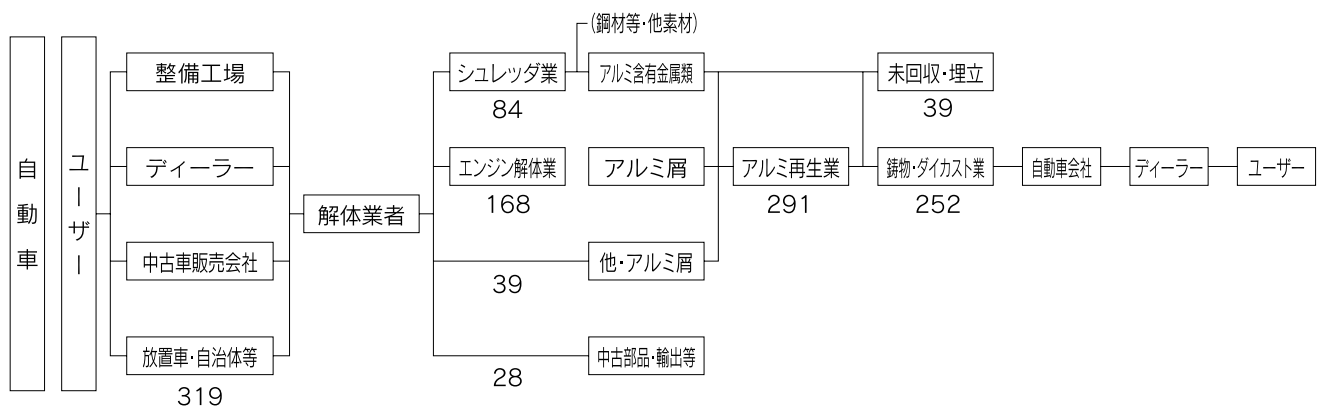 自動車
ユーザー
整備工場
ディーラー
中古車販売会社
放置車・自治体等
319
解体業者
(鋼材等・他素材)
シュレッダ業
84
エンジン解体業
168
39
28
アルミ含有金属類
アルミ屑
他・アルミ屑
中古部品・輸出等
アルミ再生業
291
未回収・埋立
39
鋳物・ダイカスト業
252
自動車会社
ディーラー
ユーザー